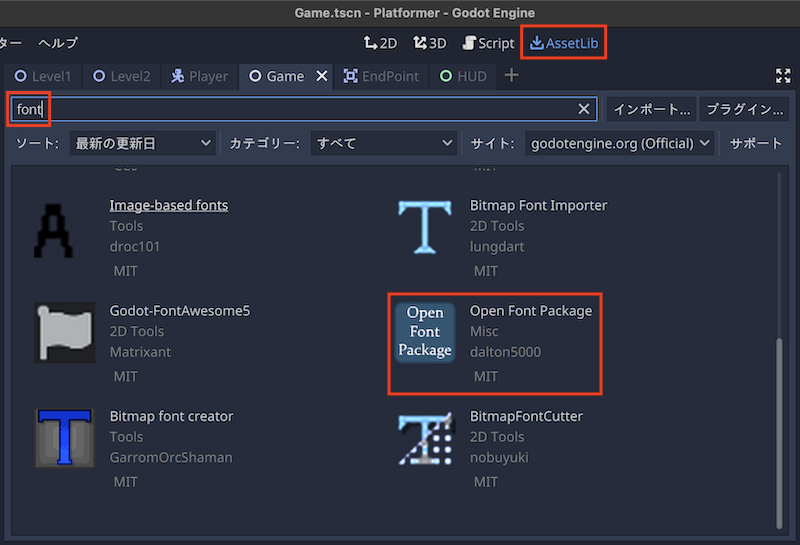 Game.tscn - Platformer - Godot Engine
ター ヘルプ 2D 3D Script AssetLib
Level1 Level2 Player Game EndPoint HUD
font インポート... プラグイン...
ソート: 最新の更新日 カテゴリー: すべて サイト: godotengine.org (Official) サポート
Image-based fonts
Tools
droc101
MIT
Bitmap Font Importer
2D Tools
lungdart
MIT
Godot-FontAwesome5
2D Tools
Matrixant
MIT
Open
Font
Package
Open Font Package
Misc
dalton5000
MIT
Bitmap font creator
Tools
GarromOrcShaman
MIT
BitmapFontCutter
2D Tools
nobuyuki
MIT